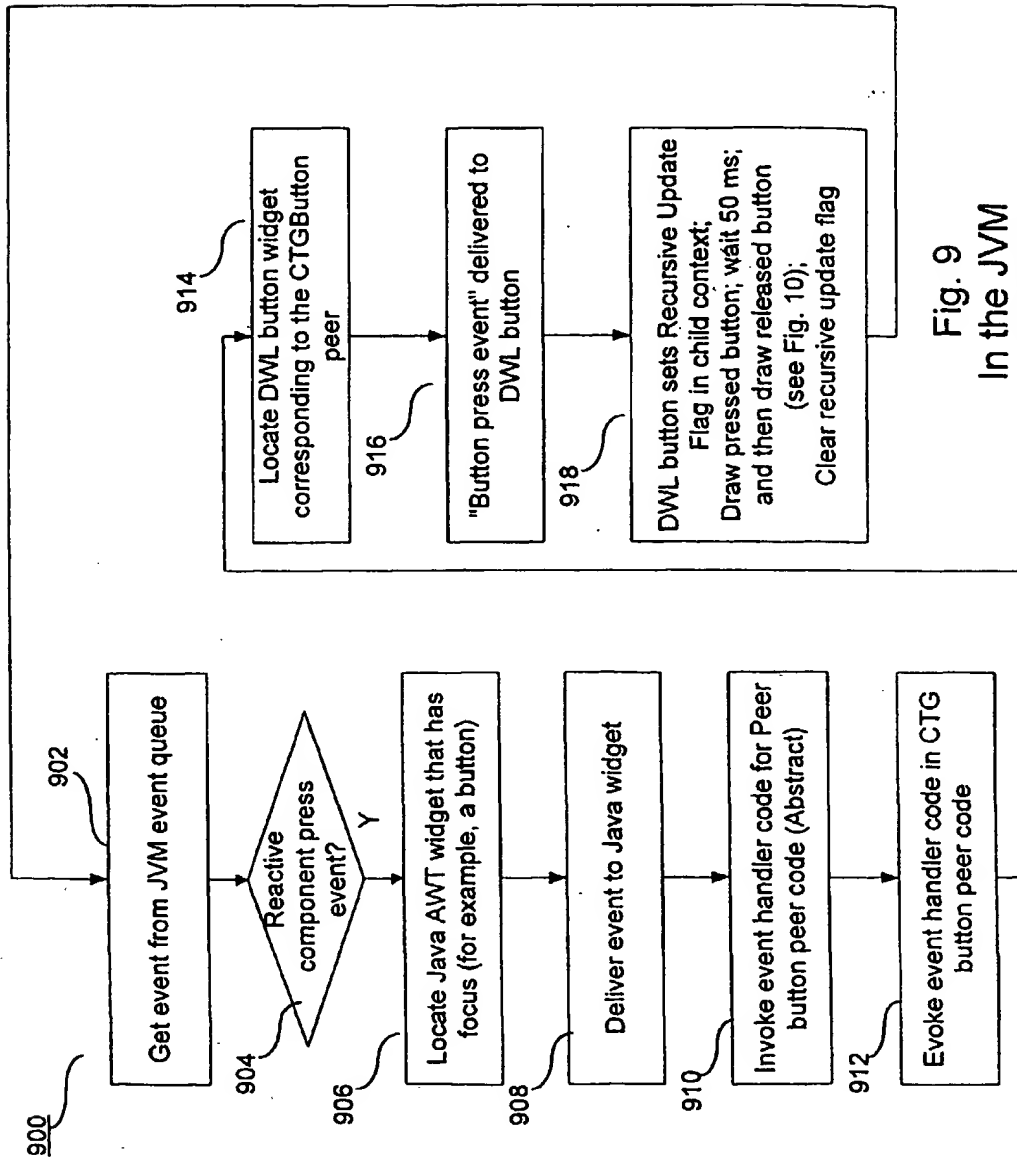 900
902
Get event from JVM event queue
904
Reactive
component press
event?
Y
906
Locate Java AWT widget that has
focus (for example, a button)
908
Deliver event to Java widget
910
Invoke event handler code for Peer
button peer code (Abstract)
912
Evoke event handler code in CTG
button peer code
914
Locate DWL button widget
corresponding to the CTGButton
peer
916
"Button press event" delivered to
DWL button
918
DWL button sets Recursive Update
Flag in child context;
Draw pressed button; wait 50 ms;
and then draw released button
(see Fig. 10);
Clear recursive update flag
Fig. 9
In the JVM